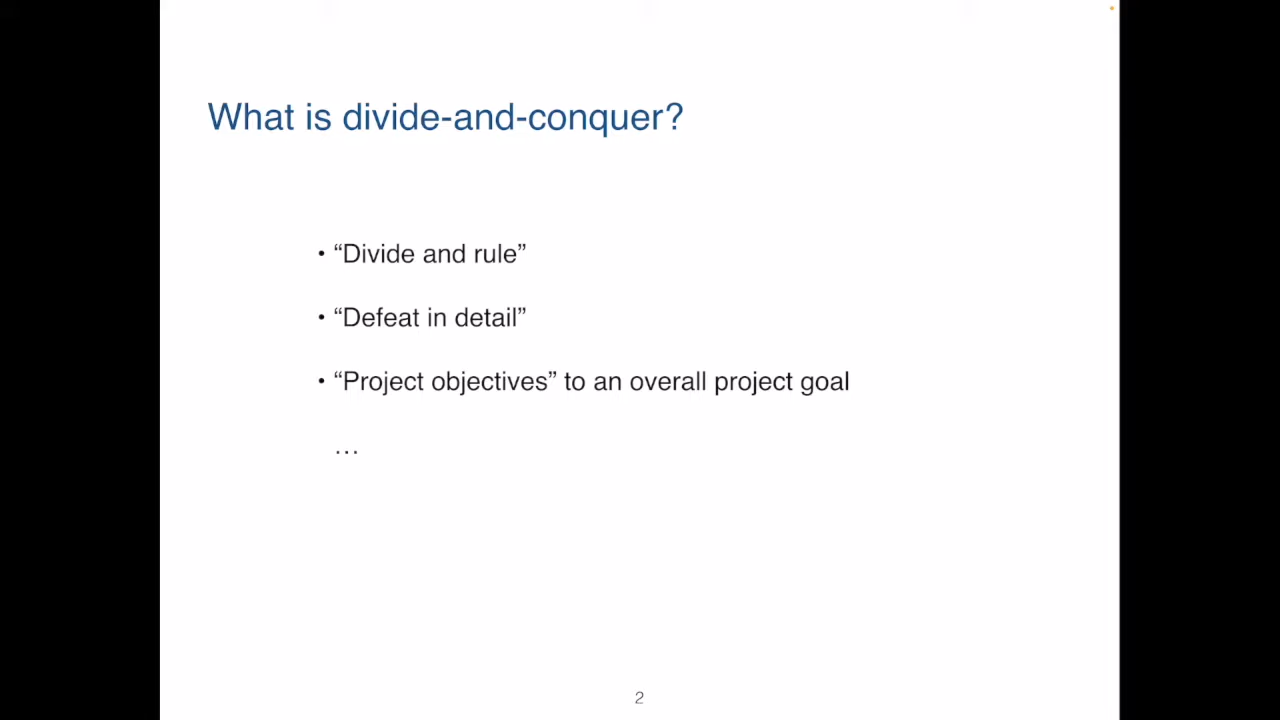 What is divide-and-conquer?
• “Divide and rule”
• “Defeat in detail”
• “Project objectives” to an overall project goal
…
2